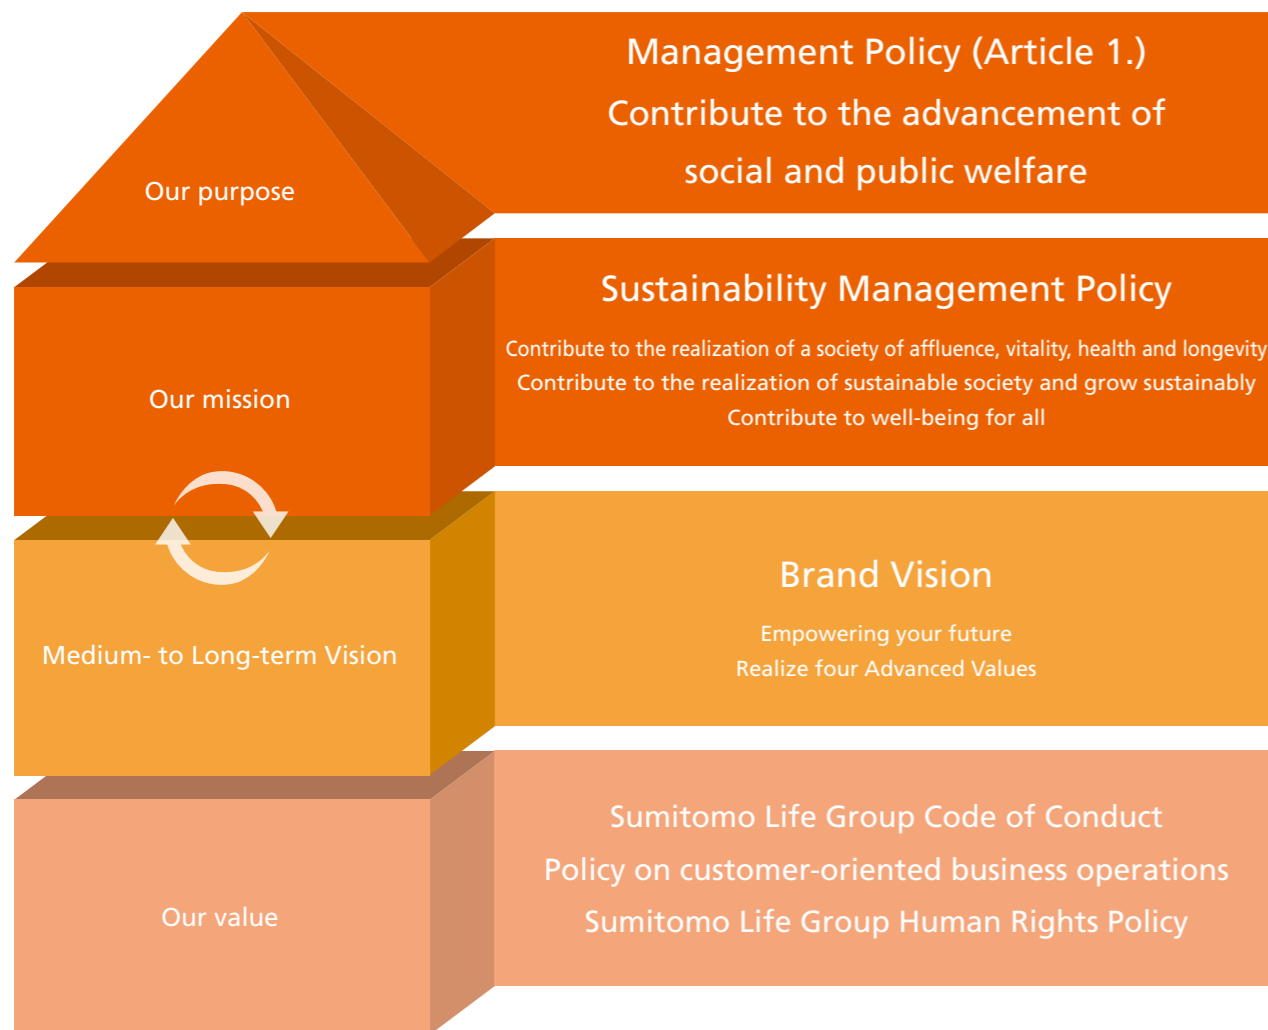 Our purpose
Management Policy (Article 1.)
Contribute to the advancement of
social and public welfare
Our mission
Sustainability Management Policy
Contribute to the realization of a society of affluence, vitality, health and longevity
Contribute to the realization of sustainable society and grow sustainably
Contribute to well-being for all
Medium- to Long-term Vision
Brand Vision
Empowering your future
Realize four Advanced Values
Our value
Sumitomo Life Group Code of Conduct
Policy on customer-oriented business operations
Sumitomo Life Group Human Rights Policy